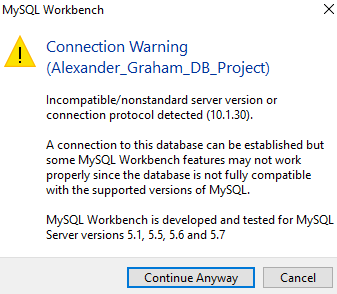 MySQL Workbench
Connection Warning
(Alexander_Graham_DB_Project)
Incompatible/nonstandard server version or
connection protocol detected (10.1.30).
A connection to this database can be established but
some MySQL Workbench features may not work
properly since the database is not fully compatible
with the supported versions of MySQL.
MySQL Workbench is developed and tested for MySQL
Server versions 5.1, 5.5, 5.6 and 5.7
Continue Anyway
Cancel